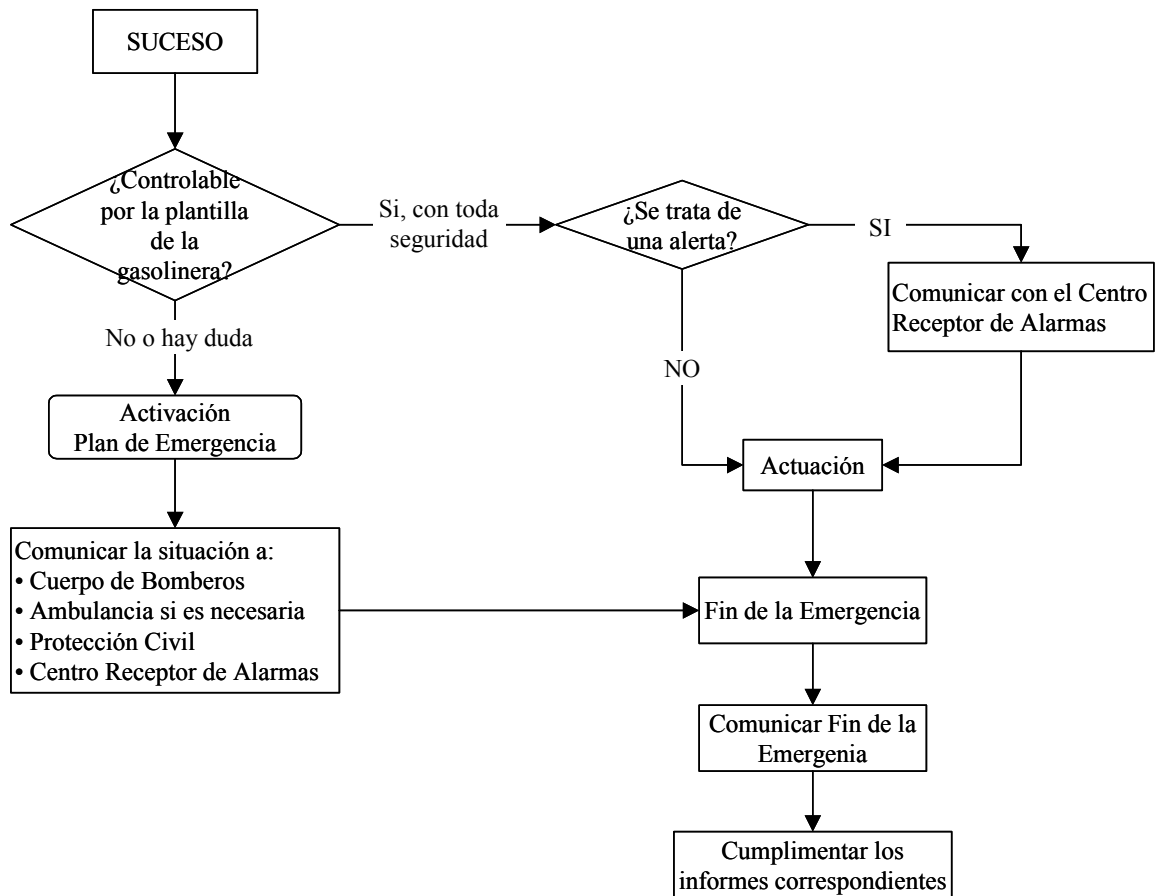 SUCESO
¿Controlable
por la plantilla
de la
gasolinera?
Si, con toda
seguridad
¿Se trata de
una alerta?
SI
Comunicar con el Centro
Receptor de Alarmas
No o hay duda
NO
Activación
Plan de Emergencia
Actuación
Comunicar la situación a:
• Cuerpo de Bomberos
• Ambulancia si es necesaria
• Protección Civil
• Centro Receptor de Alarmas
Fin de la Emergencia
Comunicar Fin de la
Emergenia
Cumplimentar los
informes correspondientes